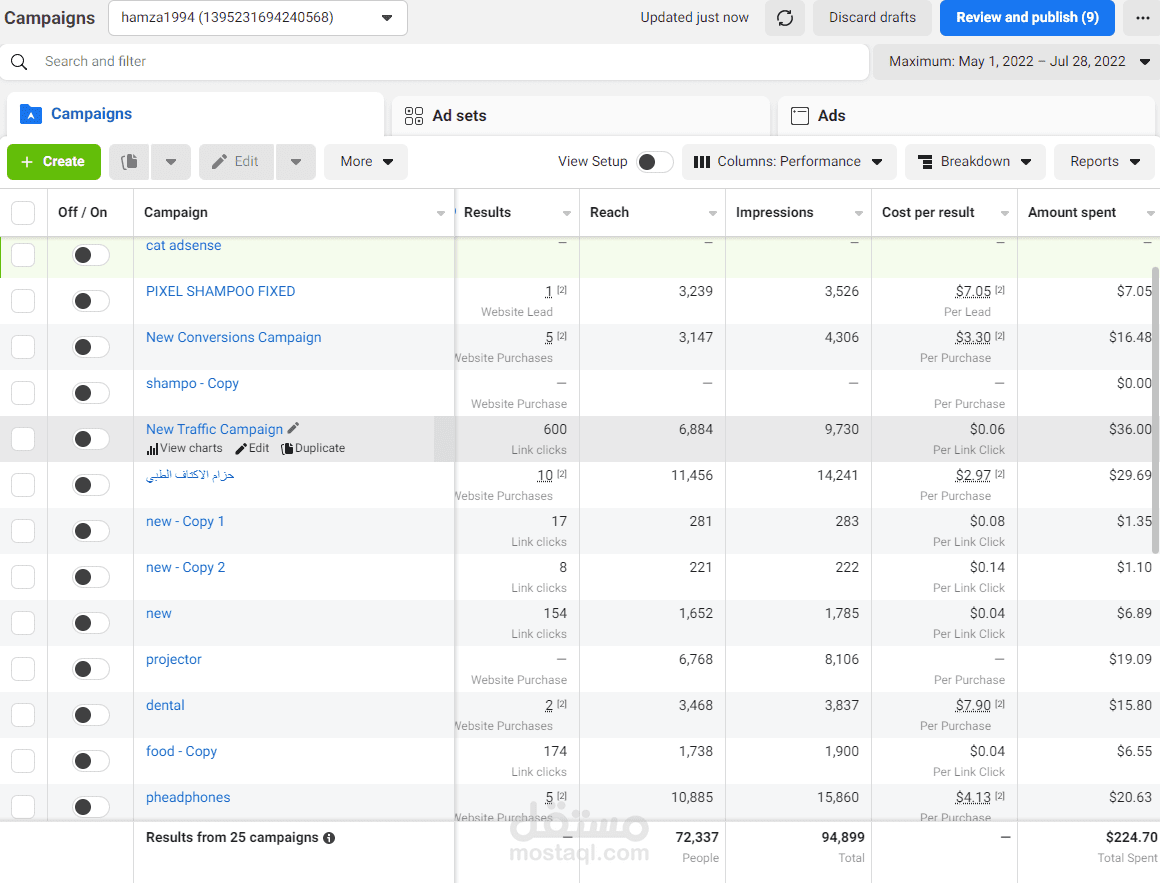 Campaigns hamza1994 (1395231694240568) Updated just now Discard drafts Review and publish (9)
Search and filter Maximum: May 1, 2022 – Jul 28, 2022
Campaigns Ad sets Ads
+ Create Edit More View Setup Columns: Performance Breakdown Reports
Off / On Campaign Results Reach Impressions Cost per result Amount spent
cat adsense — — — — —
PIXEL SHAMPOO FIXED 1 [2] 3,239 3,526 $7.05 [2] $7.05
Website Lead Per Lead
New Conversions Campaign 5 [2] 3,147 4,306 $3.30 [2] $16.48
Website Purchases Per Purchase
shampo - Copy — — — — $0.00
Website Purchase Per Purchase
New Traffic Campaign 600 6,884 9,730 $0.06 $36.00
View charts Edit Duplicate Link clicks Per Link Click
حزام الاكتاف الطبي 10 [2] 11,456 14,241 $2.97 [2] $29.69
Website Purchases Per Purchase
new - Copy 1 17 281 283 $0.08 $1.35
Link clicks Per Link Click
new - Copy 2 8 221 222 $0.14 $1.10
Link clicks Per Link Click
new 154 1,652 1,785 $0.04 $6.89
Link clicks Per Link Click
projector — 6,768 8,106 — $19.09
Website Purchase Per Purchase
dental 2 [2] 3,468 3,837 $7.90 [2] $15.80
Website Purchases Per Purchase
food - Copy 174 1,738 1,900 $0.04 $6.55
Link clicks Per Link Click
pheadphones 5 [2] 10,885 15,860 $4.13 [2] $20.63
Website Purchases Per Purchase
Results from 25 campaigns — 72,337 94,899 — $224.70
People Total Total Spent
مستقل
mostaql.com